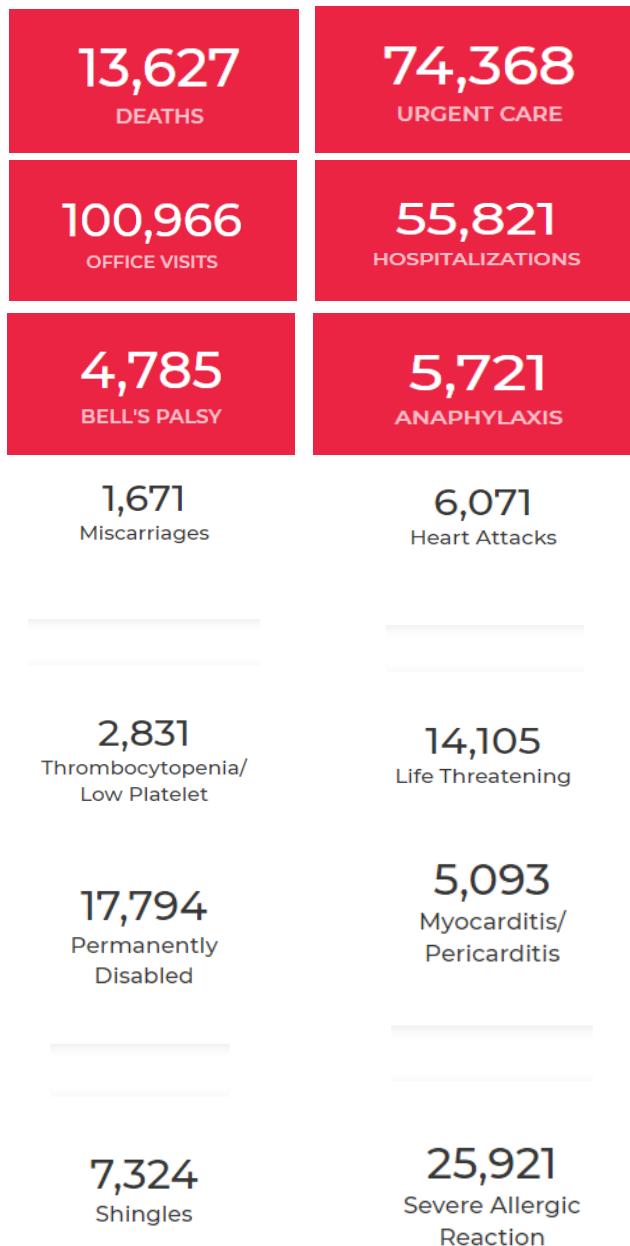 13,627
DEATHS
74,368
URGENT CARE
100,966
OFFICE VISITS
55,821
HOSPITALIZATIONS
4,785
BELL'S PALSY
5,721
ANAPHYLAXIS
1,671
Miscarriages
6,071
Heart Attacks
2,831
Thrombocytopenia/
Low Platelet
14,105
Life Threatening
17,794
Permanently
Disabled
5,093
Myocarditis/
Pericarditis
7,324
Shingles
25,921
Severe Allergic
Reaction